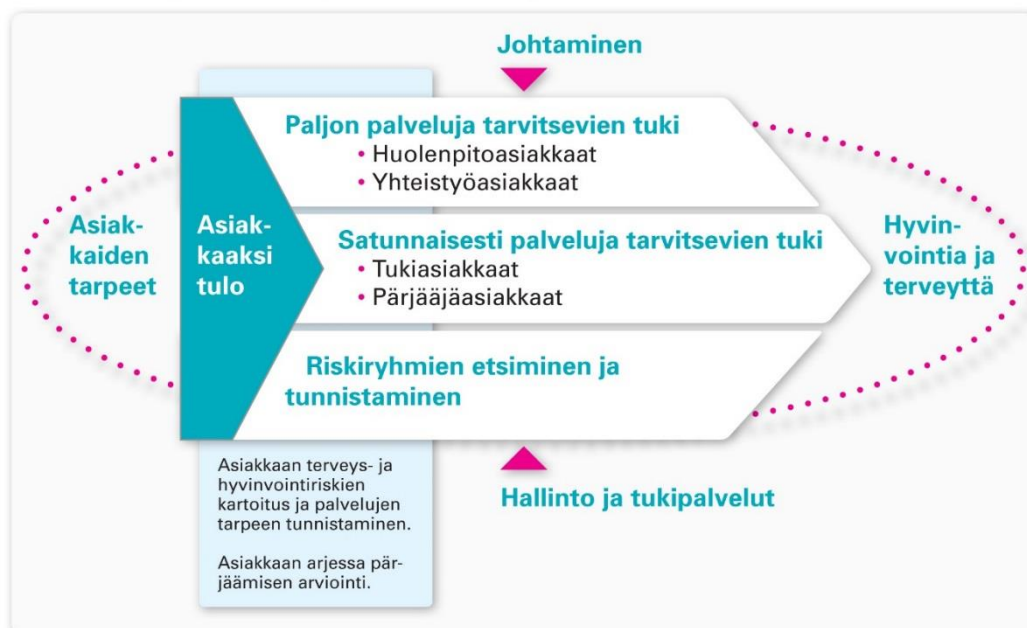 Johtaminen
Paljon palveluja tarvitsevien tuki
• Huolenpitoasiakkaat
• Yhteistyöasiakkaat
Asiak-
kaiden
tarpeet
Asiak-
kaaksi
tulo
Satunnaisesti palveluja tarvitsevien tuki
• Tukiasiakkaat
• Pärjääjäasiakkaat
Hyvin-
vointia ja
terveyttä
Riskiryhmien etsiminen ja
tunnistaminen
Asiakkaan terveys- ja
hyvinvointiriskien
kartoitus ja palvelujen
tarpeen tunnistaminen.
Asiakkaan arjessa pär-
jäämisen arviointi.
Hallinto ja tukipalvelut